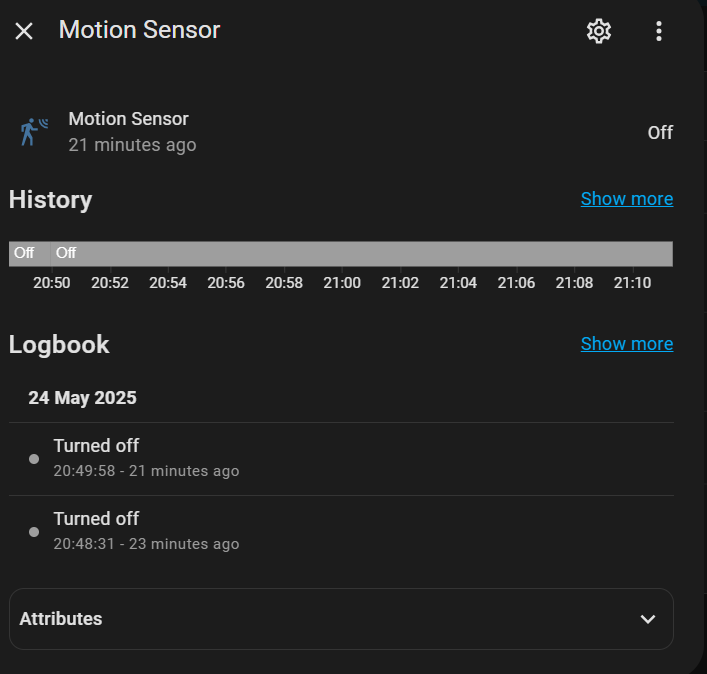 Motion Sensor
Motion Sensor
21 minutes ago
Off
History
Show more
Off Off
20:50 20:52 20:54 20:56 20:58 21:00 21:02 21:04 21:06 21:08 21:10
Logbook
Show more
24 May 2025
Turned off
20:49:58 - 21 minutes ago
Turned off
20:48:31 - 23 minutes ago
Attributes